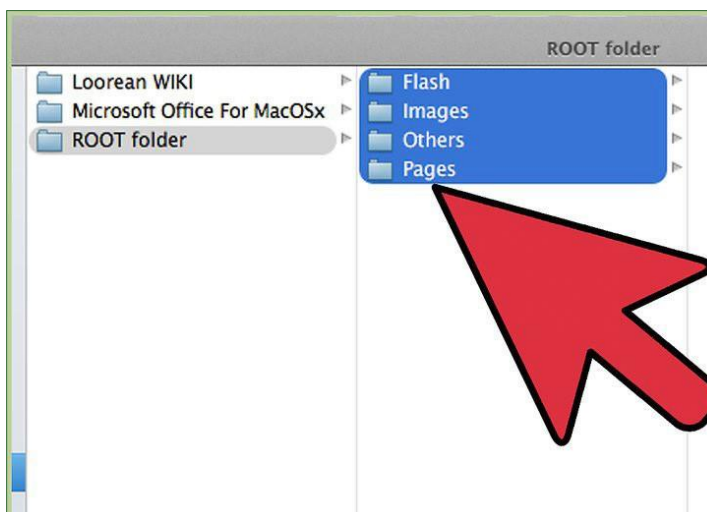 ROOT folder
Loorean WIKI
Microsoft Office For MacOSx
ROOT folder
Flash
Images
Others
Pages